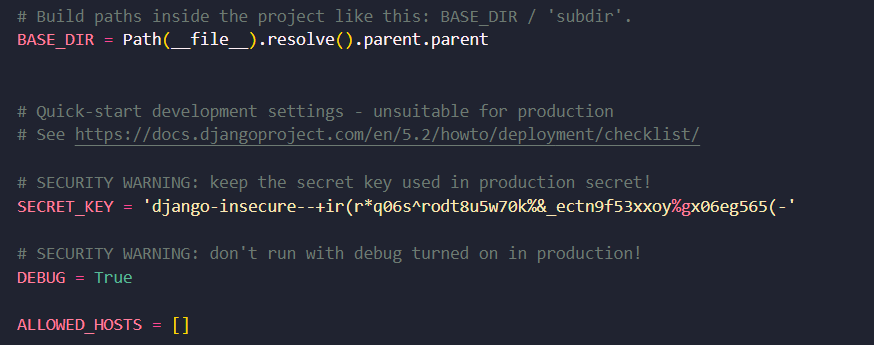 # Build paths inside the project like this: BASE_DIR / 'subdir'.
BASE_DIR = Path(__file__).resolve().parent.parent
# Quick-start development settings - unsuitable for production
# See https://docs.djangoproject.com/en/5.2/howto/deployment/checklist/
# SECURITY WARNING: keep the secret key used in production secret!
SECRET_KEY = 'django-insecure--+ir(r*q06s^rodt8u5w70k%&_ectn9f53xxoy%gx06eg565(-'
# SECURITY WARNING: don't run with debug turned on in production!
DEBUG = True
ALLOWED_HOSTS = []